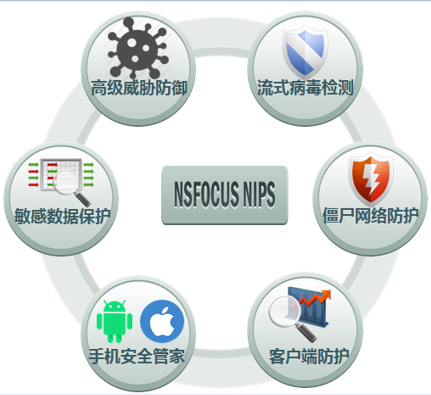 高级威胁防御
流式病毒检测
敏感数据保护
NSFOCUS NIPS
僵尸网络防护
手机安全管家
客户端防护